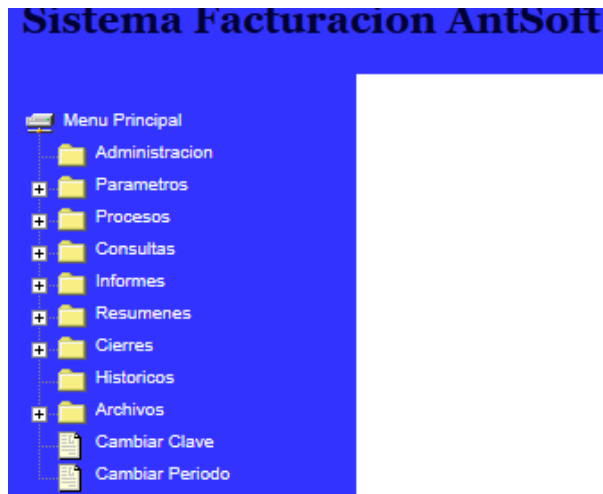 Sistema Facturacion AntSoft
Menu Principal
Administracion
Parametros
Procesos
Consultas
Informes
Resumenes
Cierres
Historicos
Archivos
Cambiar Clave
Cambiar Periodo